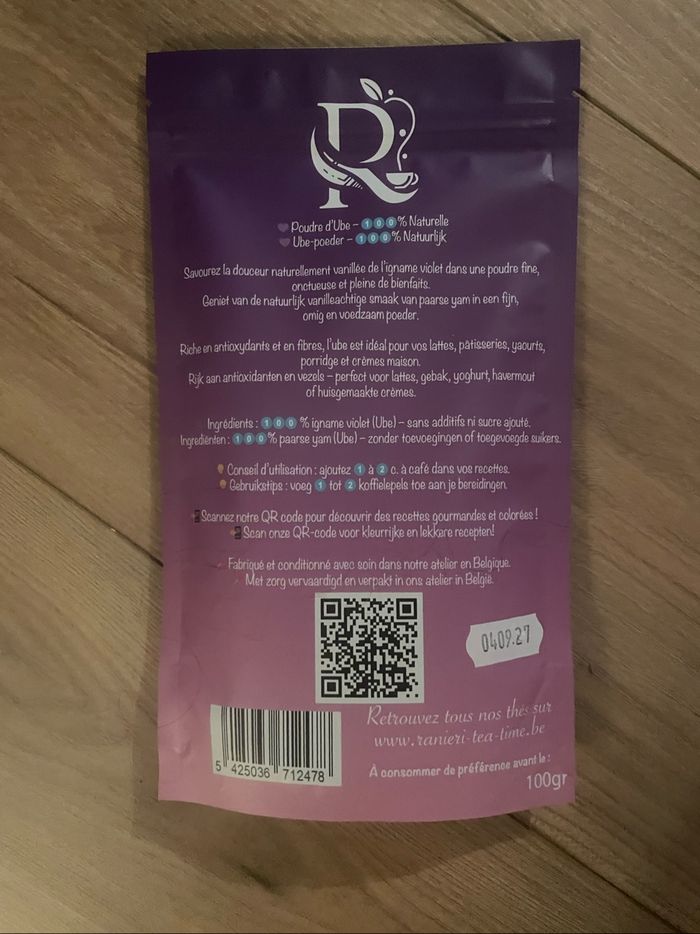 R
Poudre d'Ube – 100% Naturelle
Ube-poeder – 100% Natuurlijk
Savourez la douceur naturellement vanillée de l'igname violet dans une poudre fine,
onctueuse et pleine de bienfaits.
Geniet van de natuurlijk vanilleachtige smaak van paarse yam in een fijn,
omig en voedzaam poeder.
Riche en antioxydants et en fibres, l'ube est idéal pour vos lattes, pâtisseries, yaourts,
porridge et crèmes maison.
Rijk aan antioxidanten en vezels – perfect voor lattes, gebak, yoghurt, havermout
of huisgemaakte crèmes.
Ingrédients : 100 % igname violet (Ube) – sans additifs ni sucre ajouté.
Ingrediënten : 100% paarse yam (Ube) – zonder toevoegingen of toegevoegde suikers.
Conseil d'utilisation : ajoutez 1 à 2 c. à café dans vos recettes.
Gebruikstips : voeg 1 tot 2 koffielepels toe aan je bereidingen.
Scannez notre QR code pour découvrir des recettes gourmandes et colorées !
Scan onze QR-code voor kleurrijke en lekkere recepten!
Fabriqué et conditionné avec soin dans notre atelier en Belgique.
Met zorg vervaardigd en verpakt in ons atelier in België.
0409.27
Retrouvez tous nos thés sur
www.ranieri-tea-time.be
5 425036 712478
À consommer de préférence avant le :
100gr